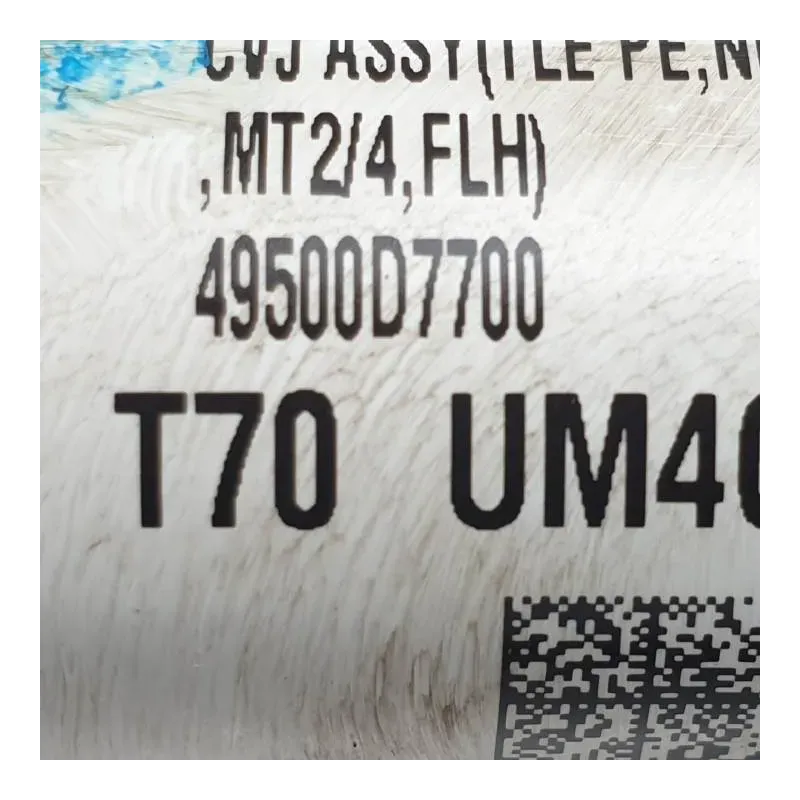 CVJ ASSY(TLE PE,N
,MT2/4,FLH)
49500D7700
T70 UM4